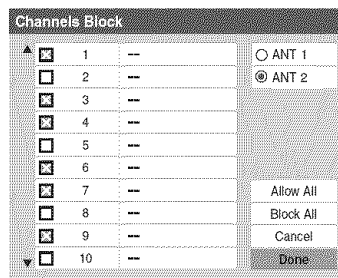 Channels Block
1 --
2 --
3 --
4 --
5 --
6 --
7 --
8 --
9 --
10 --
ANT 1
ANT 2
Allow All
Block All
Cancel
Done